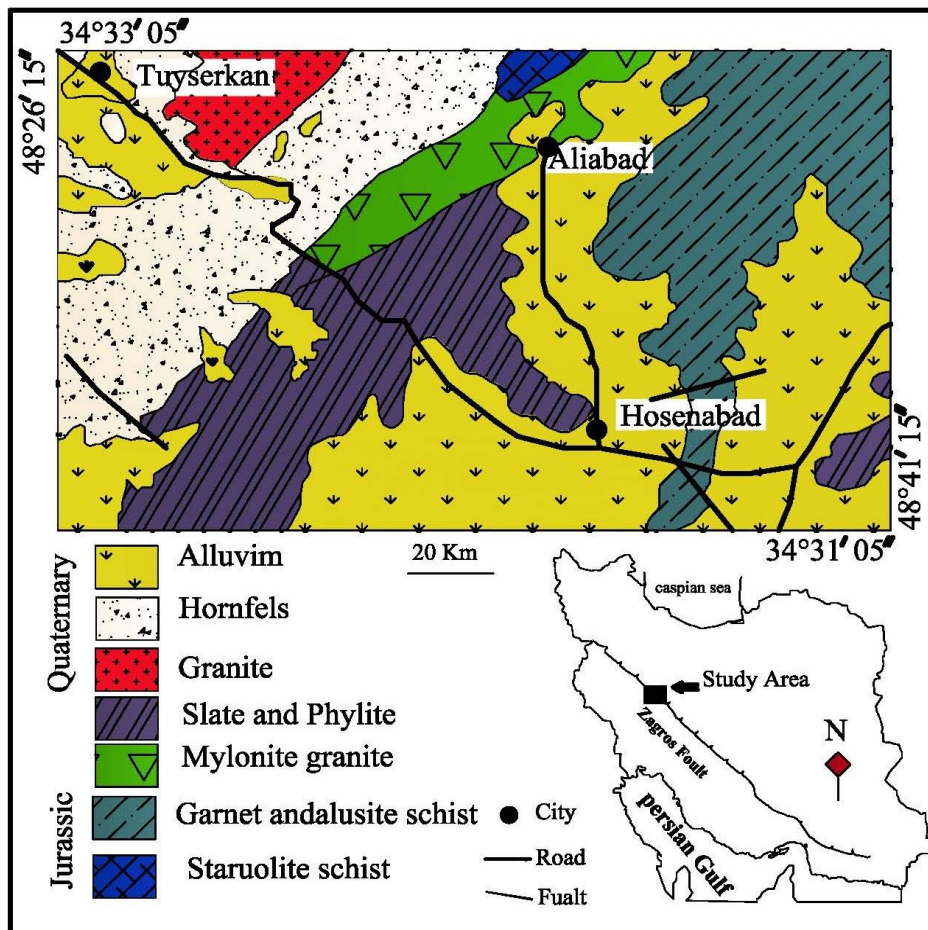 34°33′ 05″
48°26′ 15″
Tuyserkan
Aliabad
Hosenabad
48°41′ 15″
34°31′ 05″
20 Km
Quaternary
Jurassic
Alluvim
Hornfels
Granite
Slate and Phylite
Mylonite granite
Garnet andalusite schist
Staruolite schist
City
Road
Fualt
caspian sea
Study Area
Zagros Foult
N
persian Gulf